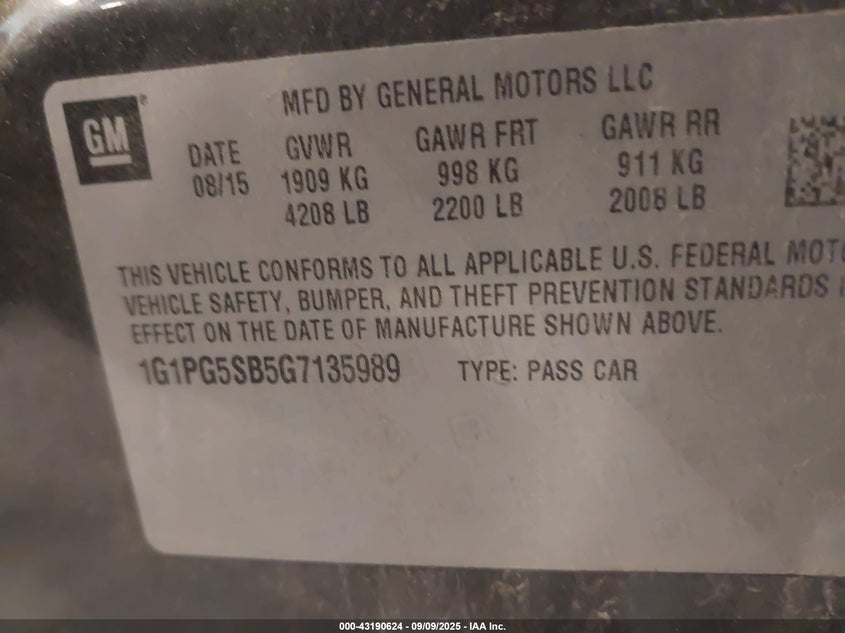 MFD BY GENERAL MOTORS LLC
GM
DATE GVWR GAWR FRT GAWR RR
08/15 1909 KG 998 KG 911 KG
4208 LB 2200 LB 2008 LB
THIS VEHICLE CONFORMS TO ALL APPLICABLE U.S. FEDERAL MOTO
VEHICLE SAFETY, BUMPER, AND THEFT PREVENTION STANDARDS I
EFFECT ON THE DATE OF MANUFACTURE SHOWN ABOVE.
1G1PG5SB5G7135989 TYPE: PASS CAR
000-43190624 - 09/09/2025 - IAA Inc.